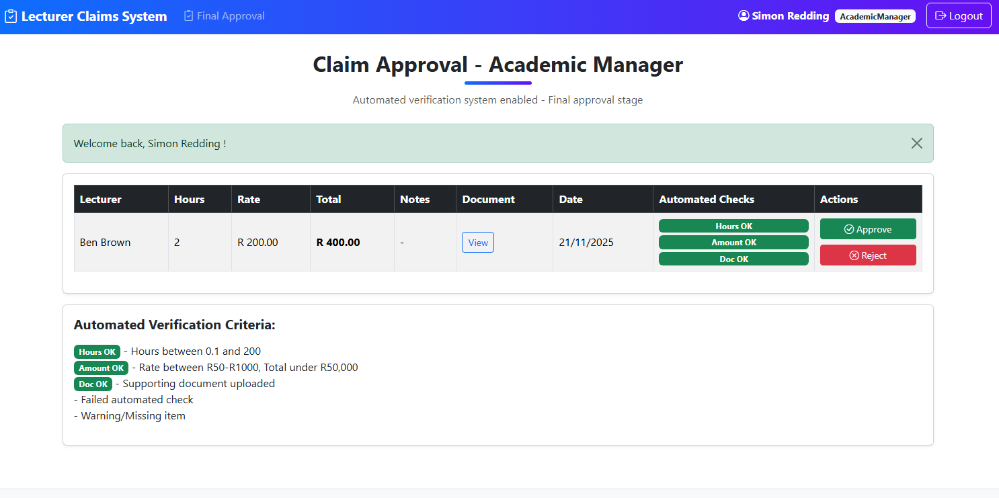 Lecturer Claims System Final Approval Simon Redding AcademicManager Logout
Claim Approval - Academic Manager
Automated verification system enabled - Final approval stage
Welcome back, Simon Redding !
Lecturer Hours Rate Total Notes Document Date Automated Checks Actions
Ben Brown 2 R 200.00 R 400.00 - View 21/11/2025
Hours OK
Amount OK
Doc OK
Approve
Reject
Automated Verification Criteria:
Hours OK - Hours between 0.1 and 200
Amount OK - Rate between R50-R1000, Total under R50,000
Doc OK - Supporting document uploaded
- Failed automated check
- Warning/Missing item